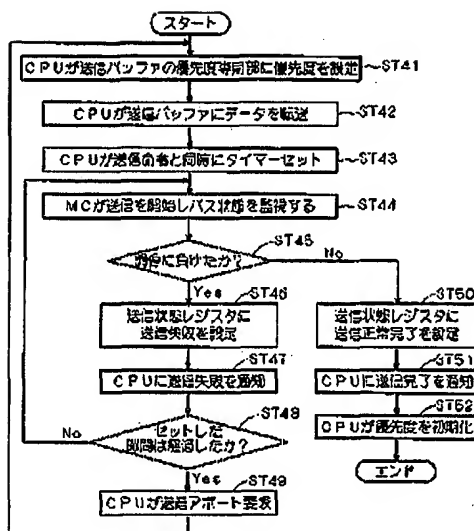 スタート
CPUが送信バッファの優先度専用部に優先度を設定
ST41
CPUが送信バッファにデータを転送
ST42
CPUが送信命令と同時にタイマーセット
ST43
MCが送信を開始しバス状態を監視する
ST44
調停に負けたか?
ST45
No
Yes
ST46
送信状態レジスタに
送信失敗を設定
ST47
CPUに送信失敗を通知
ST48
セットした
時間は経過したか?
No
Yes
ST49
CPUが送信アボート要求
ST50
送信状態レジスタに
送信正常完了を設定
ST51
CPUに送信完了を通知
ST52
CPUが優先度を初期化
エンド